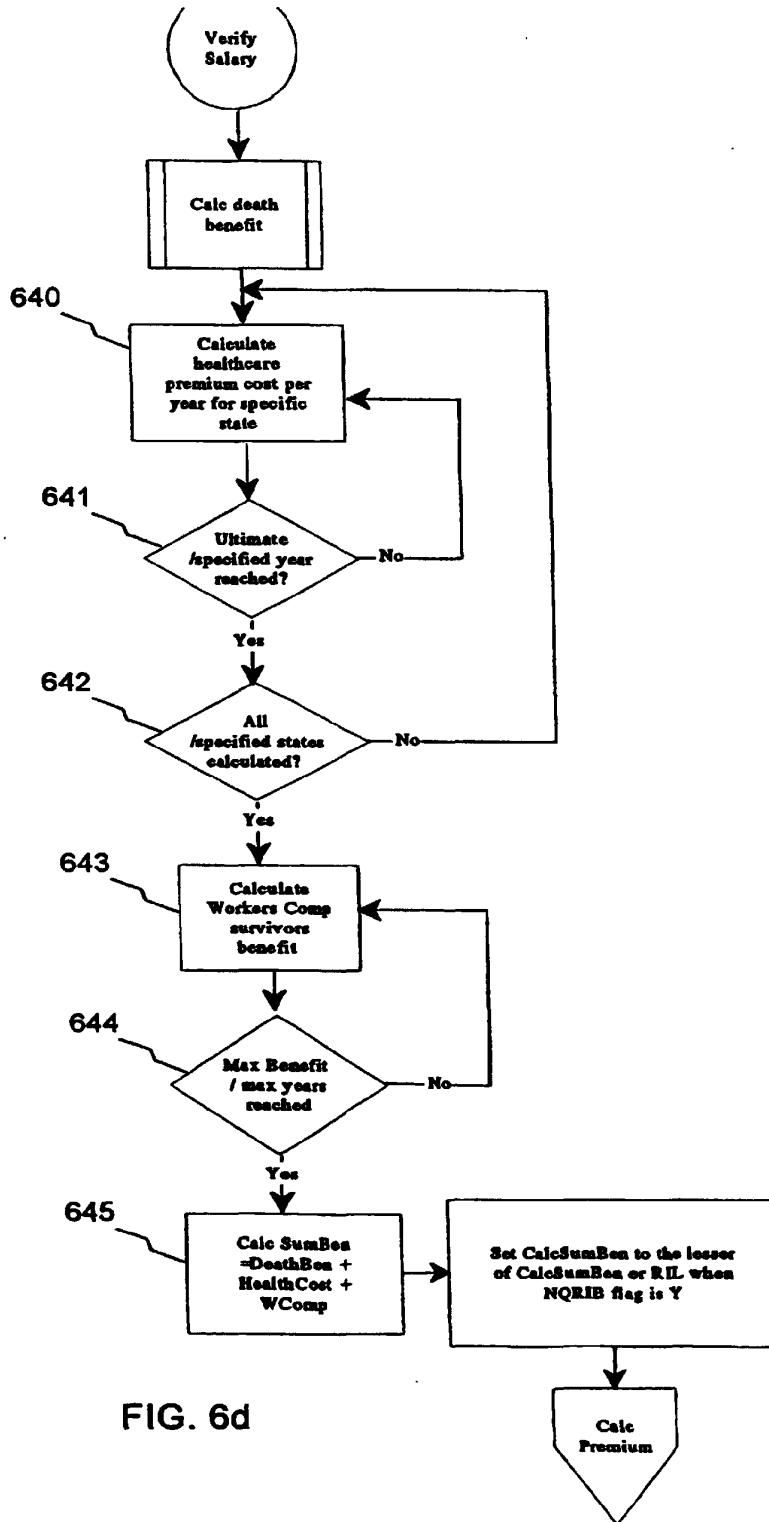 Verify
Salary
Calc death
benefit
640
Calculate
healthcare
premium cost per
year for specific
state
641
Ultimate
/specified year
reached?
No
Yes
642
All
/specified states
calculated?
No
Yes
643
Calculate
Workers Comp
survivors
benefit
644
Max Benefit
/ max years
reached
No
Yes
645
Calc SumBen
=DeathBen +
HealthCost +
WComp
Set CalcSumBen to the lesser
of CalcSumBen or RIL when
NQRIB flag is Y
Calc
Premium
FIG. 6d